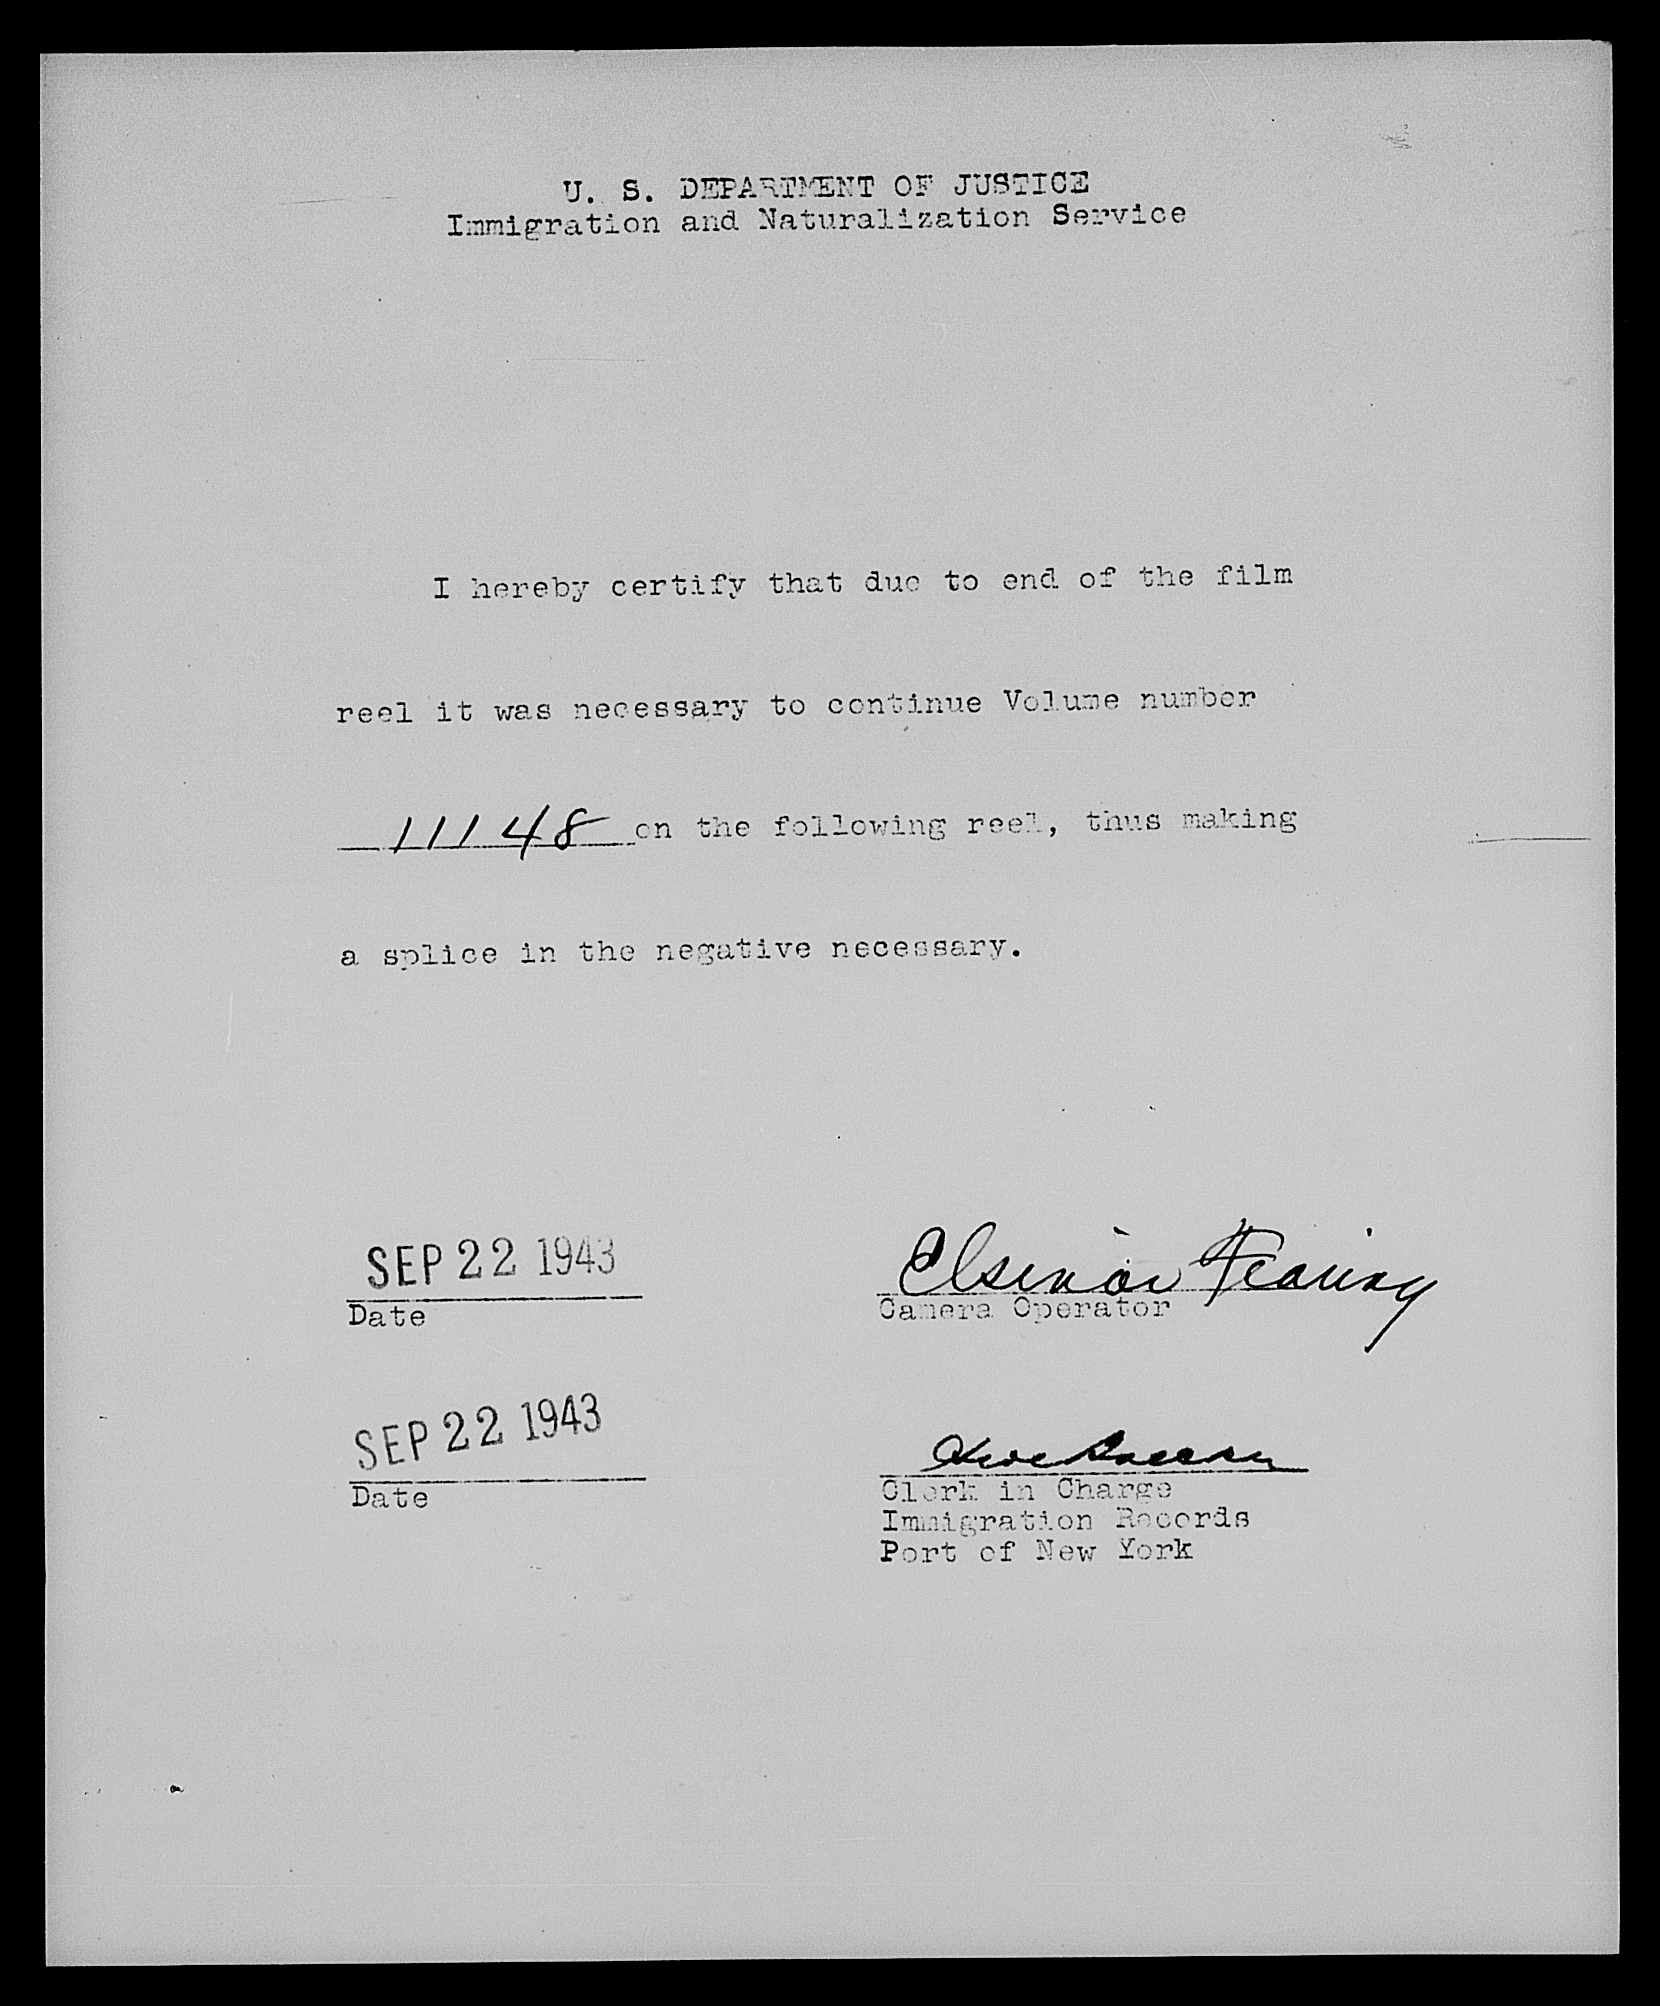 U. S. DEPARTMENT OF JUSTICE
Immigration and Naturalization Service
I hereby certify that due to end of the film
reel it was necessary to continue Volume number
11148 on the following reel, thus making
a splice in the negative necessary.
SEP 22 1943
Date
Camera Operator
SEP 22 1943
Date
Clerk in Charge
Immigration Records
Port of New York